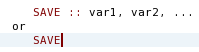 SAVE :: var1, var2, ...
or
SAVE